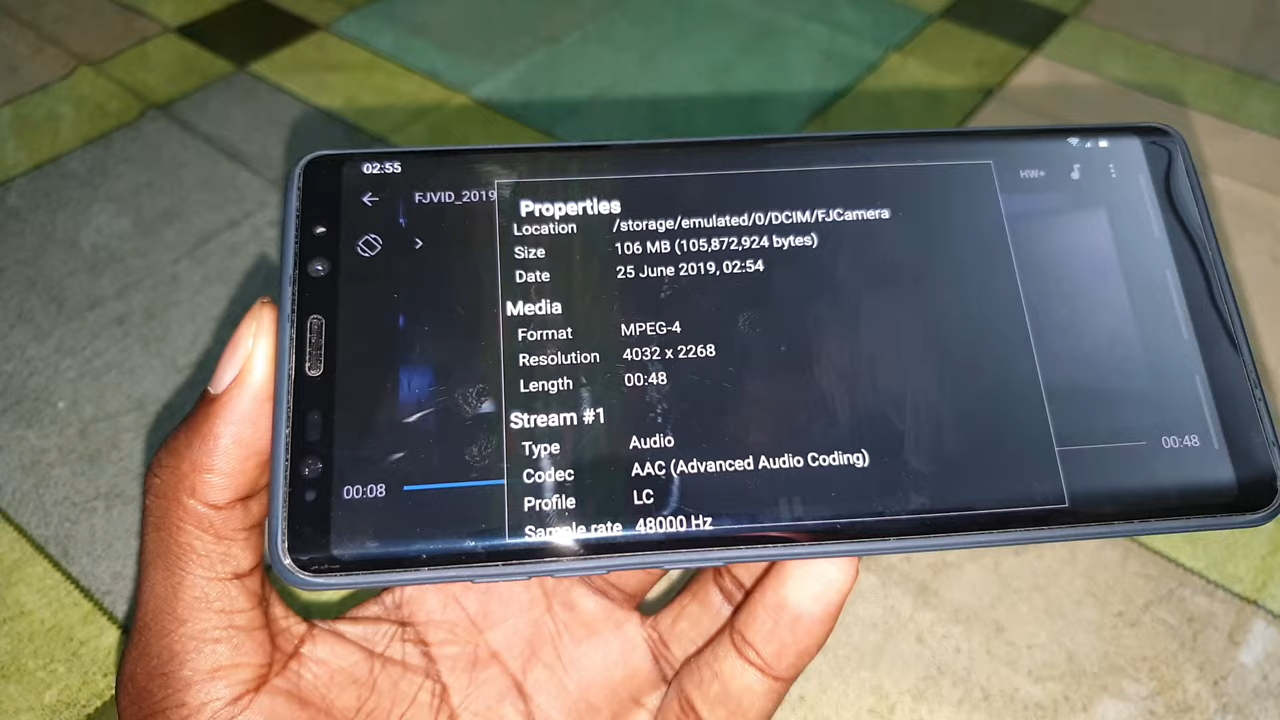 02:55
FJVID_2019
HW+
Properties
Location /storage/emulated/0/DCIM/FJCamera
Size 106 MB (105,872,924 bytes)
Date 25 June 2019, 02:54
Media
Format MPEG-4
Resolution 4032 x 2268
Length 00:48
Stream #1
Type Audio
Codec AAC (Advanced Audio Coding)
Profile LC
Sample rate 48000 Hz
00:08
00:48